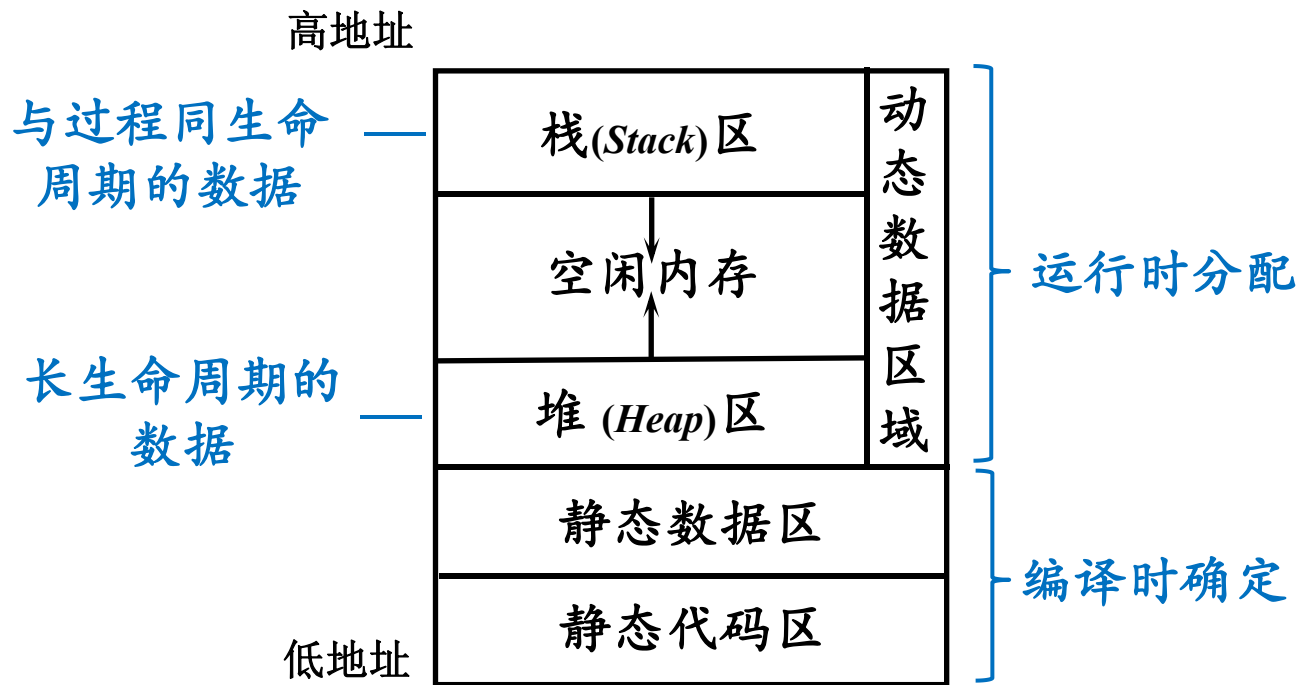 高地址
与过程同生命
周期的数据
栈(Stack)区
动态数据区域
空闲内存
运行时分配
长生命周期的
数据
堆 (Heap)区
静态数据区
编译时确定
静态代码区
低地址